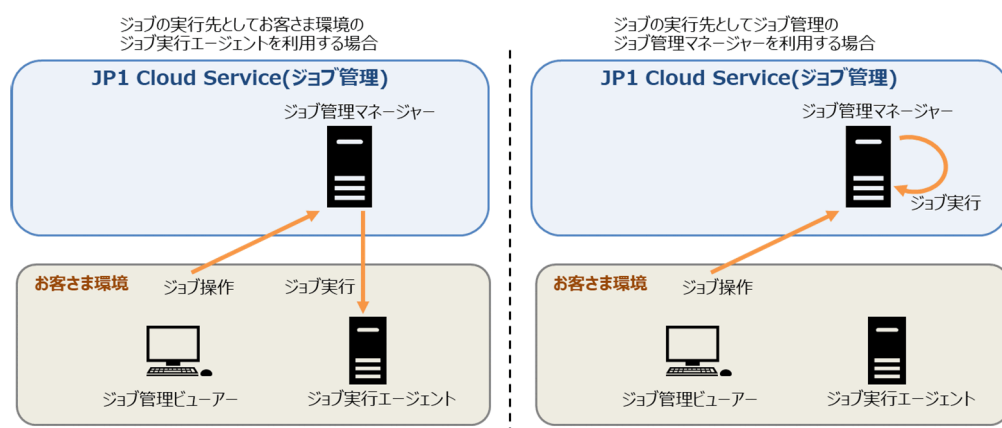 ジョブの実行先としてお客さま環境の
ジョブ実行エージェントを利用する場合
JP1 Cloud Service(ジョブ管理)
ジョブ管理マネージャー
お客さま環境
ジョブ操作
ジョブ実行
ジョブ管理ビューアー
ジョブ実行エージェント
ジョブの実行先としてジョブ管理の
ジョブ管理マネージャーを利用する場合
JP1 Cloud Service(ジョブ管理)
ジョブ管理マネージャー
ジョブ実行
お客さま環境
ジョブ操作
ジョブ管理ビューアー
ジョブ実行エージェント